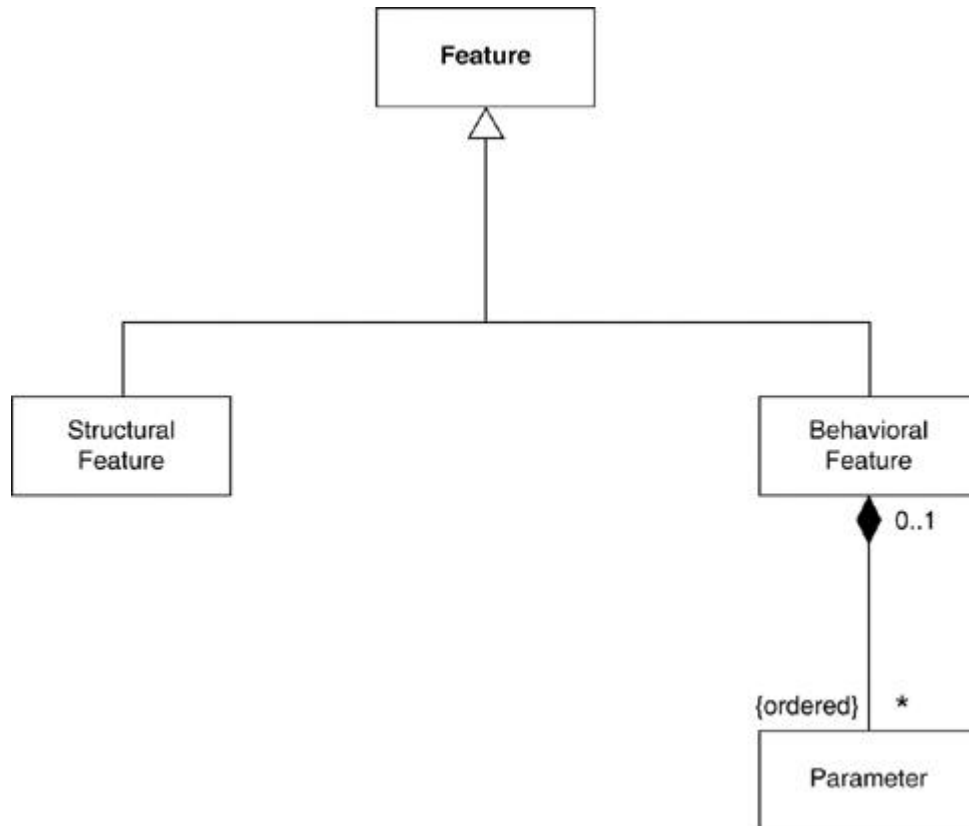 Feature
Structural
Feature
Behavioral
Feature
0..1
{ordered} *
Parameter